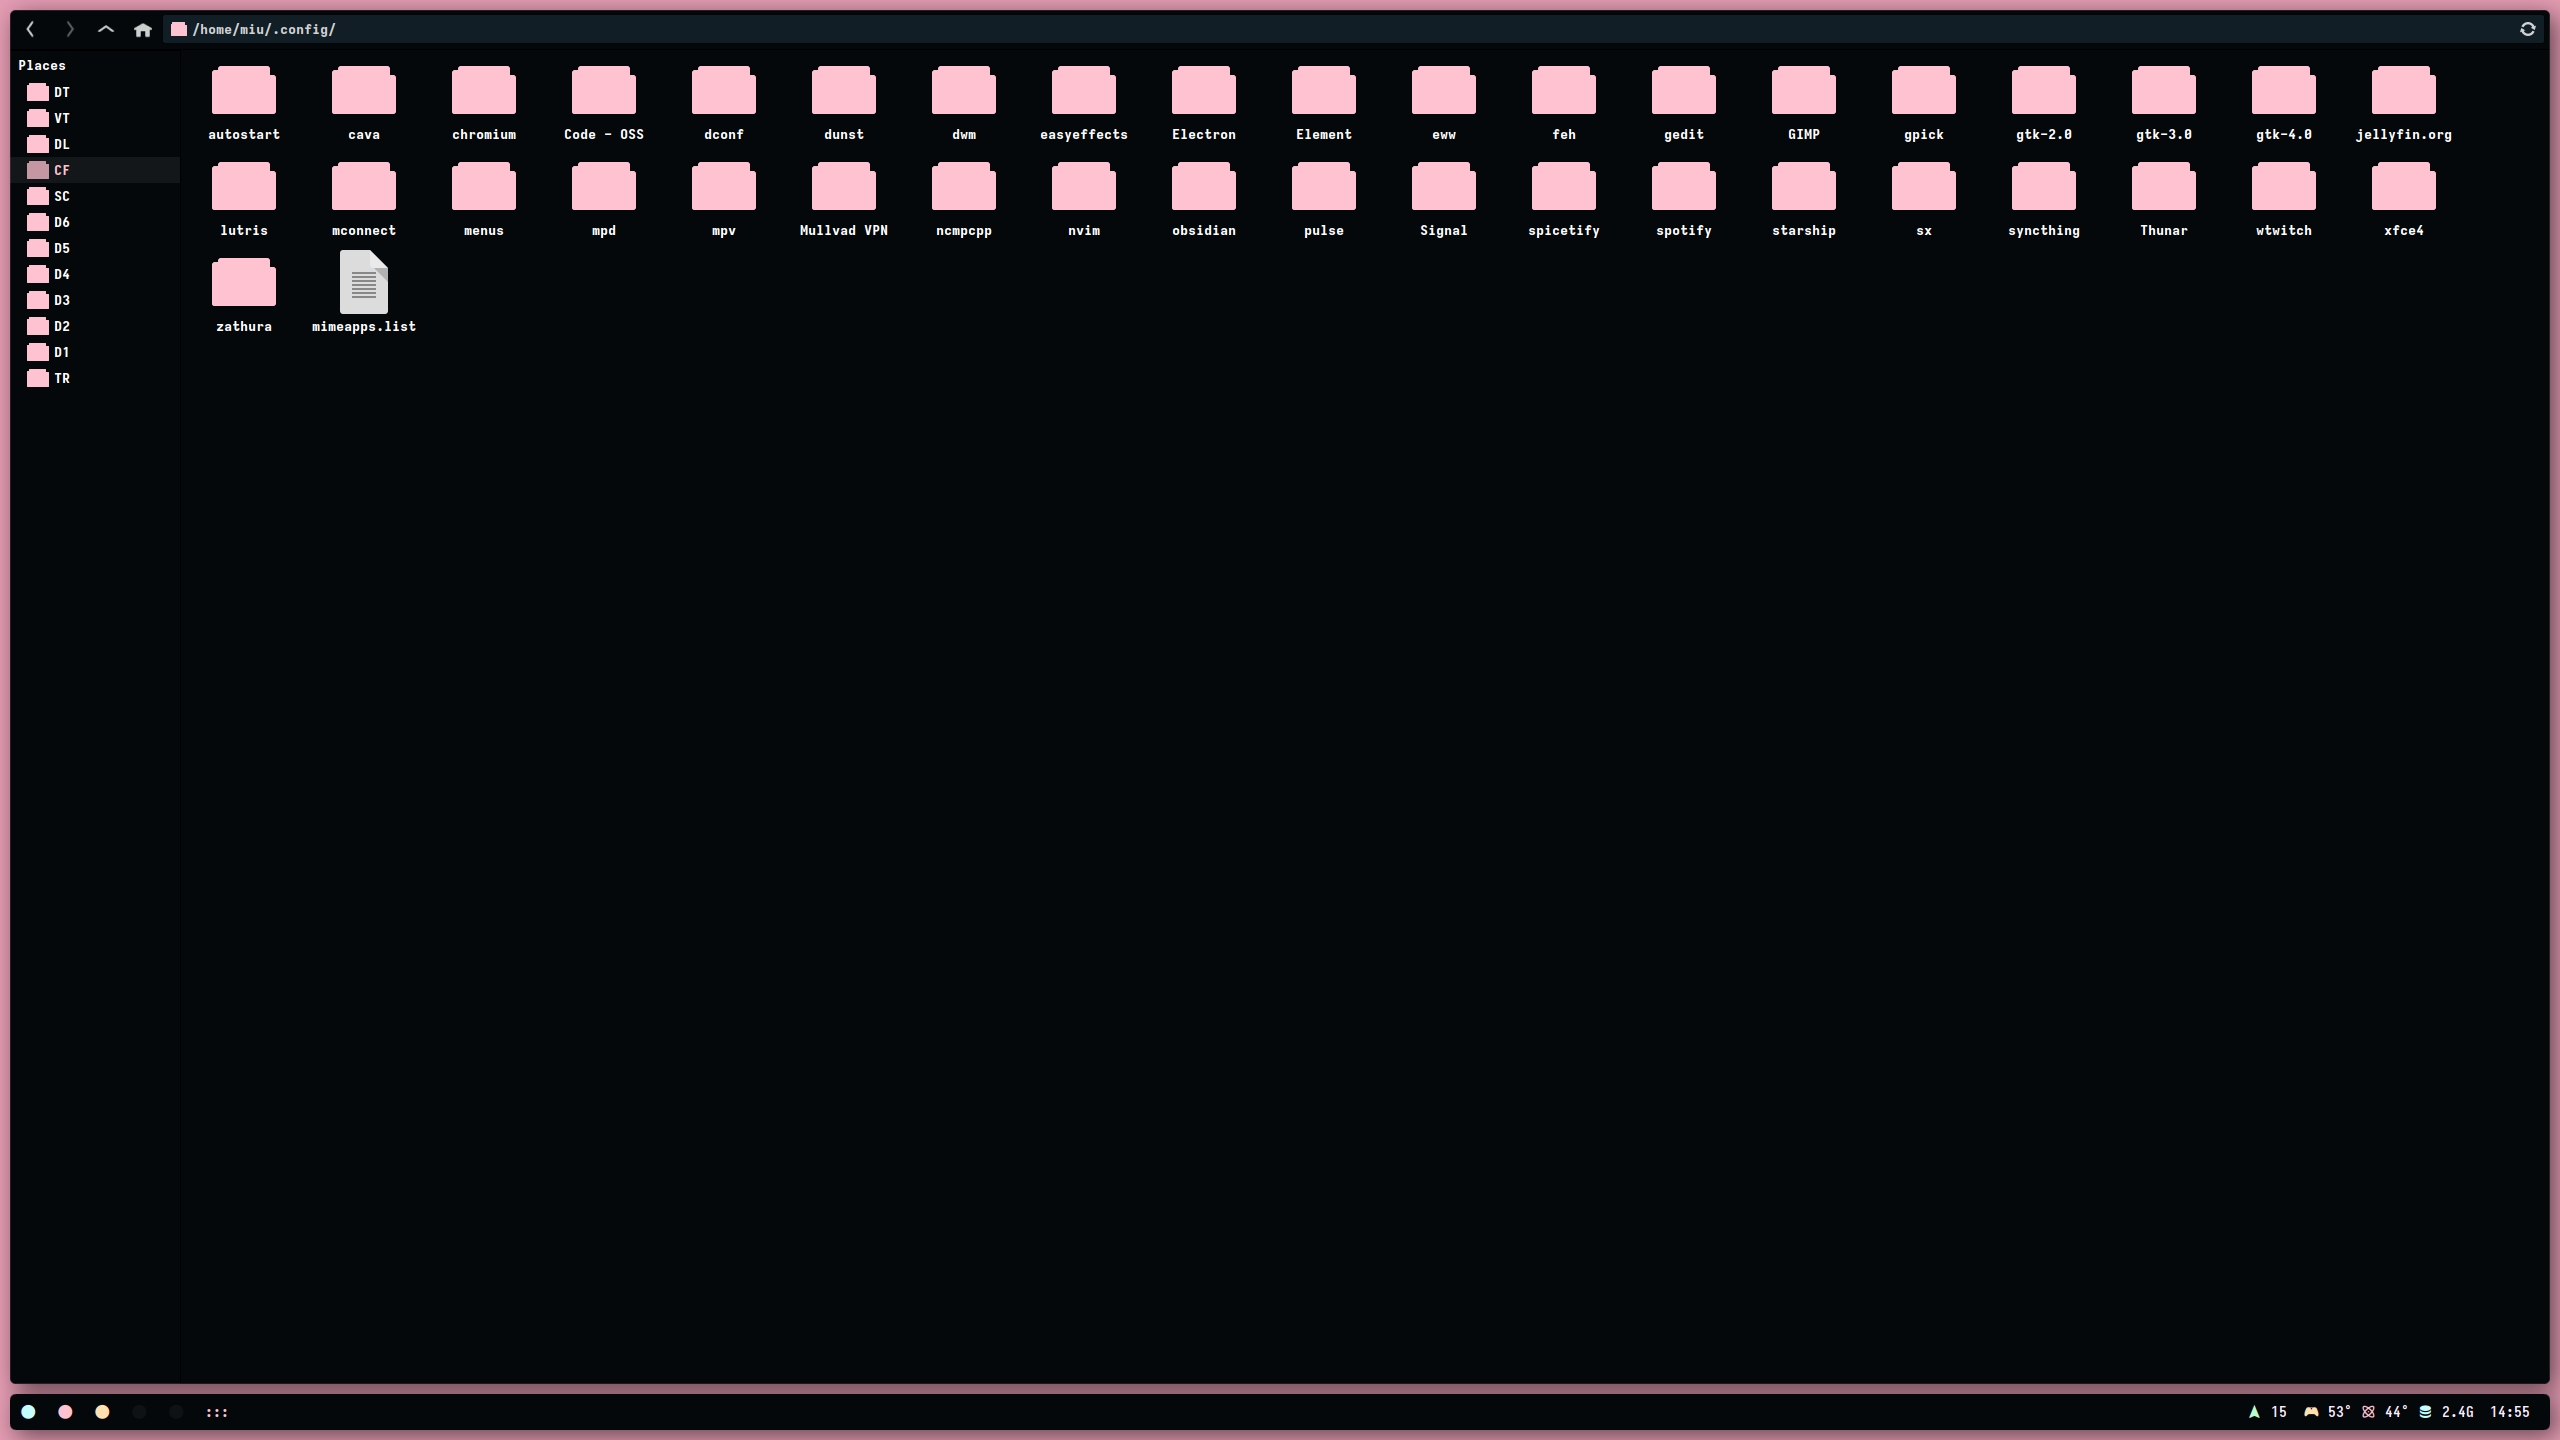 /home/miu/.config/
Places
DT
VT
DL
CF
SC
D6
D5
D4
D3
D2
D1
TR
autostart cava chromium Code - OSS dconf dunst dwm easyeffects Electron Element eww feh gedit GIMP gpick gtk-2.0 gtk-3.0 gtk-4.0 jellyfin.org
lutris mconnect menus mpd mpv Mullvad VPN ncmpcpp nvim obsidian pulse Signal spicetify spotify starship sx syncthing Thunar wtwitch xfce4
zathura mimeapps.list
15 53° 44° 2.4G 14:55